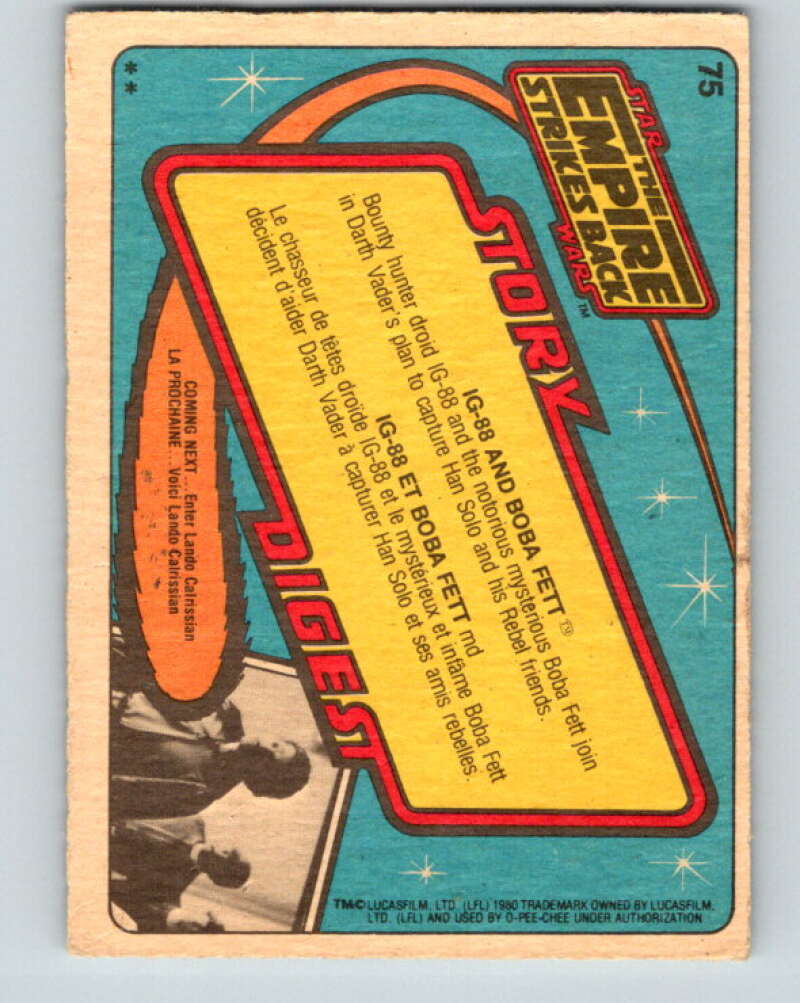 75
STAR
THE
EMPIRE
STRIKES BACK
WARS™
STORY
IG-88 AND BOBA FETT™
Bounty hunter droid IG-88 and the notorious mysterious Boba Fett join
in Darth Vader's plan to capture Han Solo and his Rebel friends.
IG-88 ET BOBA FETT md
Le chasseur de têtes droïde IG-88 et le mystérieux et infâme Boba Fett
décident d'aider Darth Vader à capturer Han Solo et ses amis rebelles.
DIGEST
COMING NEXT... Enter Lando Calrissian
LA PROCHAINE... Voici Lando Calrissian
**
TM©LUCASFILM, LTD. (LFL) 1980 TRADEMARK OWNED BY LUCASFILM,
LTD. (LFL) AND USED BY O-PEE-CHEE UNDER AUTHORIZATION